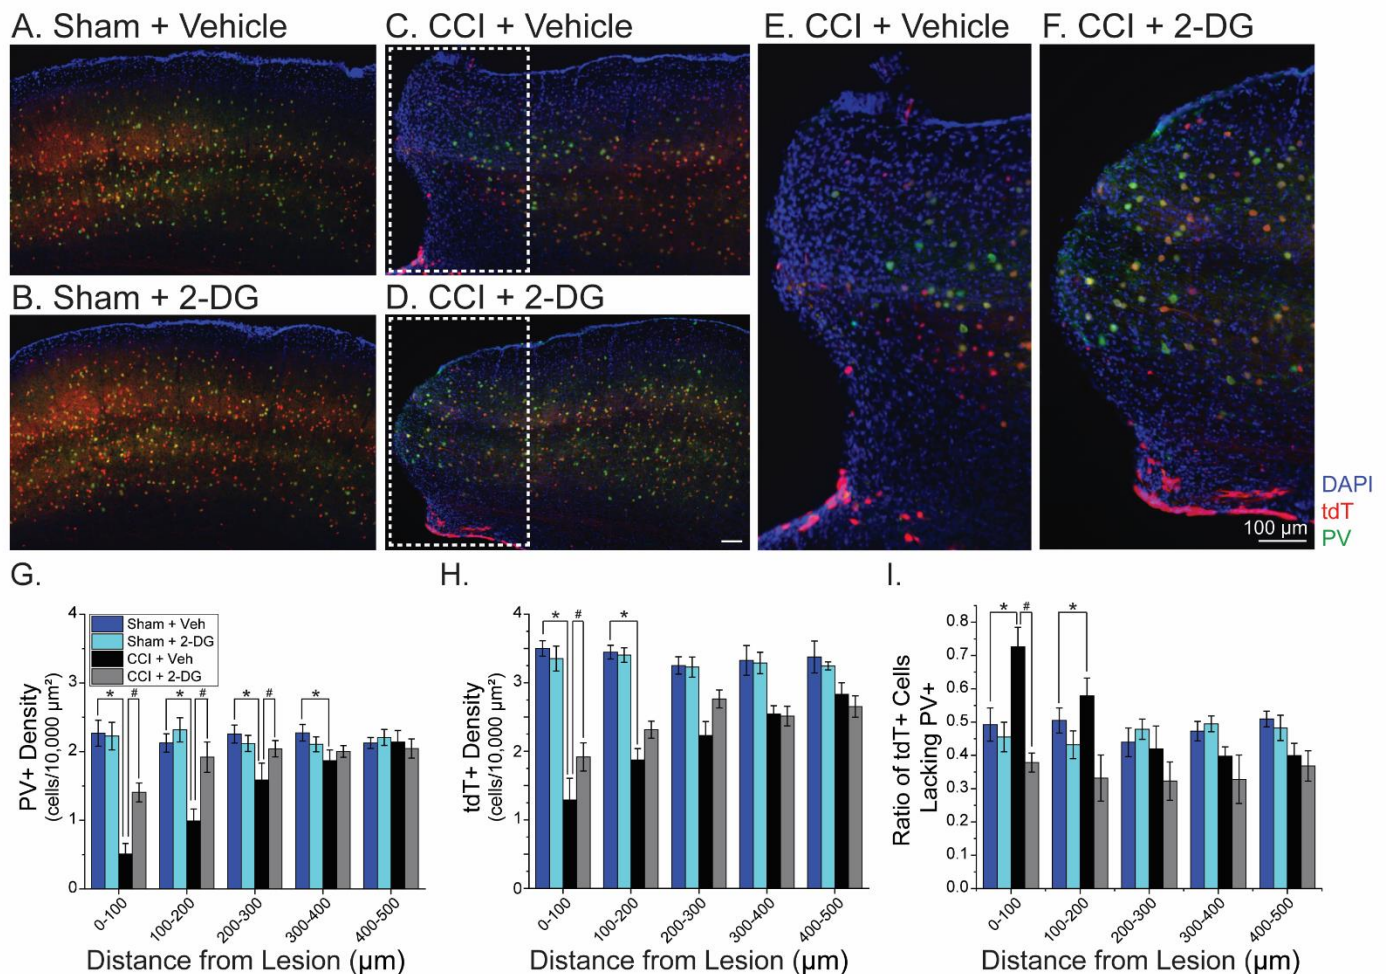 A. Sham + Vehicle
C. CCI + Vehicle
E. CCI + Vehicle
F. CCI + 2-DG
B. Sham + 2-DG
D. CCI + 2-DG
DAPI
tdT
PV
100 µm
G.
H.
I.
PV+ Density
(cells/10,000 µm²)
4
3
2
1
0
Sham + Veh
Sham + 2-DG
CCI + Veh
CCI + 2-DG
* # * # * # *
0-100
100-200
200-300
300-400
400-500
Distance from Lesion (µm)
tdT+ Density
(cells/10,000 µm²)
4
3
2
1
0
* # *
0-100
100-200
200-300
300-400
400-500
Distance from Lesion (µm)
Ratio of tdT+ Cells
Lacking PV+
0.8
0.7
0.6
0.5
0.4
0.3
0.2
0.1
0.0
* # *
0-100
100-200
200-300
300-400
400-500
Distance from Lesion (µm)